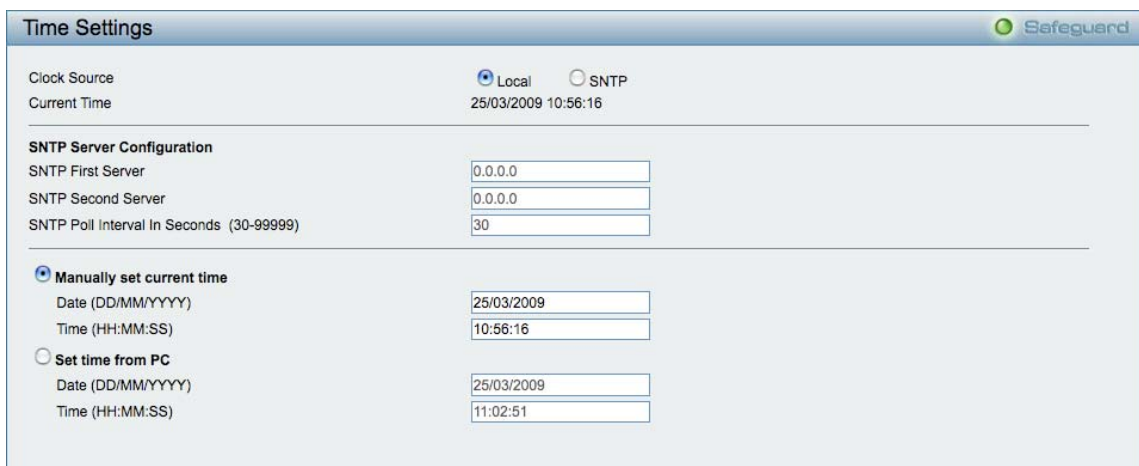 Time Settings
Safeguard
Clock Source
Local SNTP
Current Time
25/03/2009 10:56:16
SNTP Server Configuration
SNTP First Server
0.0.0.0
SNTP Second Server
0.0.0.0
SNTP Poll Interval In Seconds (30-99999)
30
Manually set current time
Date (DD/MM/YYYY)
25/03/2009
Time (HH:MM:SS)
10:56:16
Set time from PC
Date (DD/MM/YYYY)
25/03/2009
Time (HH:MM:SS)
11:02:51